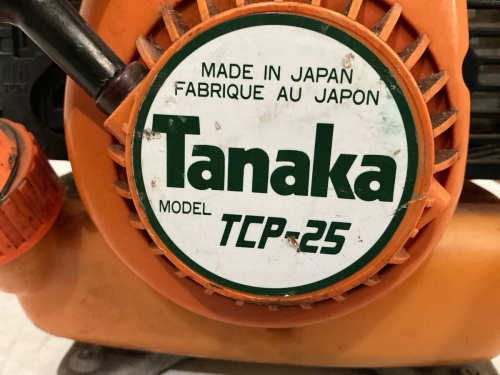 MADE IN JAPAN
FABRIQUE AU JAPON
Tanaka
MODEL TCP-25